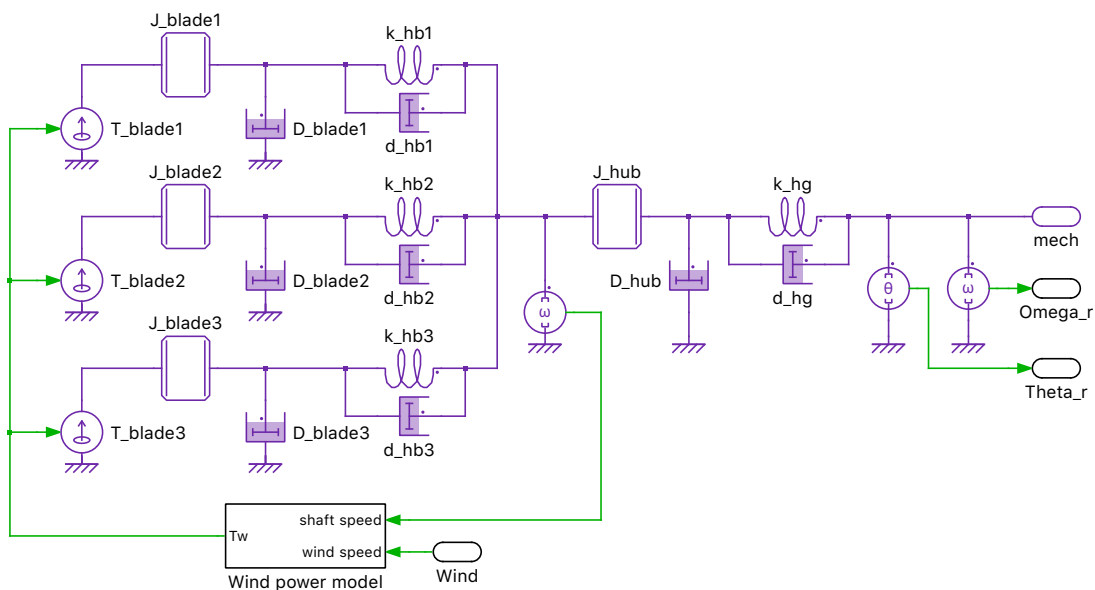 J_blade1
k_hb1
T_blade1
D_blade1
d_hb1
J_blade2
k_hb2
J_hub
k_hg
T_blade2
D_blade2
d_hb2
D_hub
d_hg
mech
θ
ω
Omega_r
ω
J_blade3
k_hb3
Theta_r
T_blade3
D_blade3
d_hb3
shaft speed
Tw
wind speed
Wind power model
Wind